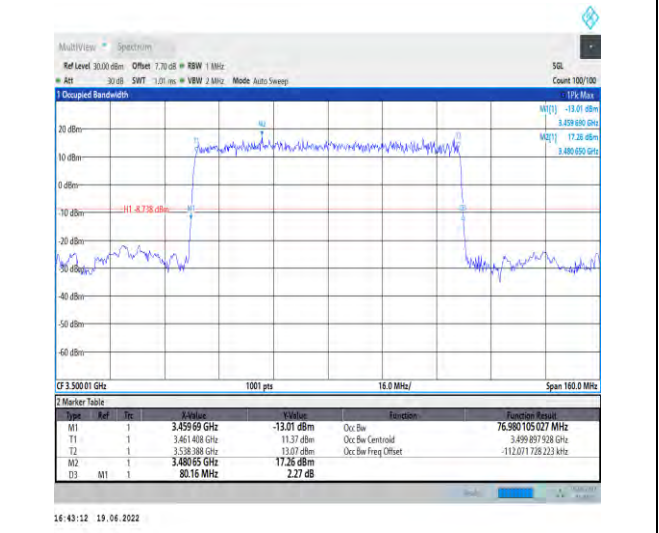 MultiView Spectrum
Ref Level 30.00 dBm Offset 7.70 dB RBW 1 MHz SGL
Att 30 dB SWT 1.01 ms VBW 2 MHz Mode Auto Sweep Count 100/100
1 Occupied Bandwidth 1Pk Max
M1[1] -13.01 dBm
3.459 690 GHz
M2[1] 17.26 dBm
3.480 650 GHz
M2
20 dBm
T1
10 dBm
0 dBm
H1 -8.738 dBm
M1
-10 dBm
-20 dBm
-30 dBm
-40 dBm
-50 dBm
-60 dBm
CF 3.500 01 GHz 1001 pts 16.0 MHz/ Span 160.0 MHz
2 Marker Table
Type Ref Trc X-Value Y-Value Function Function Result
M1 1 3.459 69 GHz -13.01 dBm Occ Bw 76.980 105 027 MHz
T1 1 3.461 408 GHz 11.37 dBm Occ Bw Centroid 3.499 897 928 GHz
T2 1 3.538 388 GHz 13.07 dBm Occ Bw Freq Offset -112.071 728 223 kHz
M2 1 3.480 65 GHz 17.26 dBm
D3 M1 1 80.16 MHz 2.27 dB
16:43:12 19.06.2022